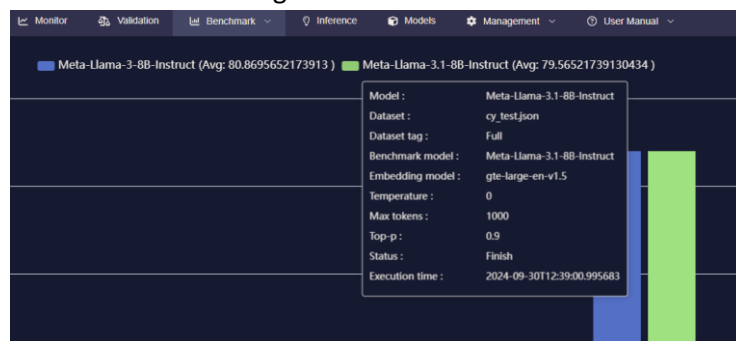 Monitor Validation Benchmark Inference Models Management User Manual
Meta-Llama-3-8B-Instruct (Avg: 80.8695652173913 ) Meta-Llama-3.1-8B-Instruct (Avg: 79.56521739130434 )
Model : Meta-Llama-3.1-8B-Instruct
Dataset : cy_test.json
Dataset tag : Full
Benchmark model : Meta-Llama-3.1-8B-Instruct
Embedding model : gte-large-en-v1.5
Temperature : 0
Max tokens : 1000
Top-p : 0.9
Status : Finish
Execution time : 2024-09-30T12:39:00.995683